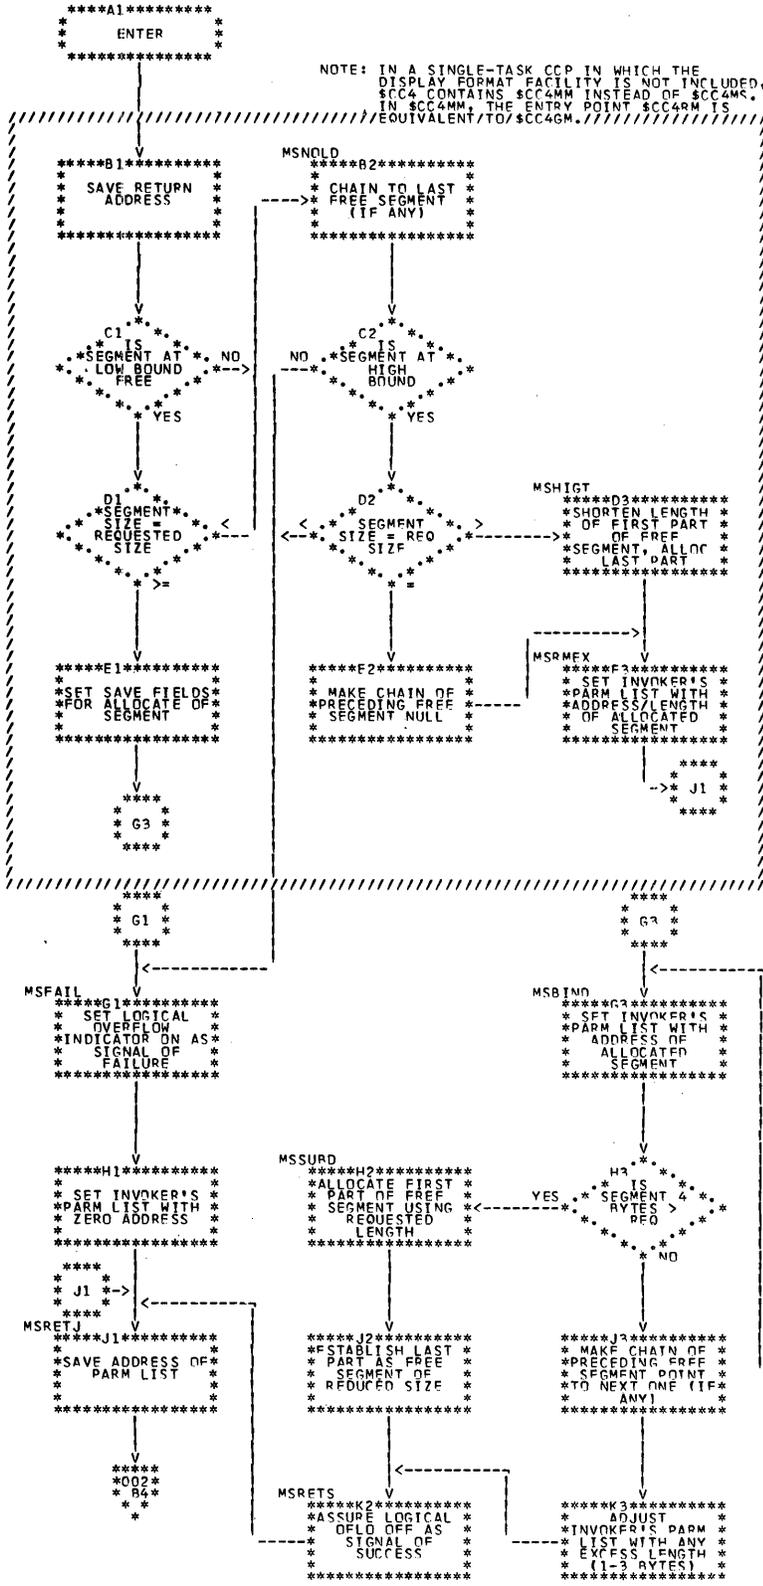 A1
ENTER
NOTE: IN A SINGLE-TASK CCP IN WHICH THE
DISPLAY FORMAT FACILITY IS NOT INCLUDED,
$CC4 CONTAINS $CC4MM INSTEAD OF $CC4MS.
IN $CC4MM, THE ENTRY POINT $CC4RM IS
EQUIVALENT/TO/$CC4GM.
B1
SAVE RETURN
ADDRESS
MSNOLD
B2
CHAIN TO LAST
FREE SEGMENT
(IF ANY)
C1
IS
SEGMENT AT
LOW BOUND
FREE
NO
YES
C2
IS
SEGMENT AT
HIGH
BOUND
NO
YES
D1
SEGMENT
SIZE =
REQUESTED
SIZE
<
>=
D2
SEGMENT
SIZE = REQ
SIZE
<
>
=
MSHIGT
D3
SHORTEN LENGTH
OF FIRST PART
OF FREE
SEGMENT, ALLOC
LAST PART
E1
SET SAVE FIELDS
FOR ALLOCATE OF
SEGMENT
E2
MAKE CHAIN OF
PRECEDING FREE
SEGMENT NULL
MSRMEX
E3
SET INVOKER'S
PARM LIST WITH
ADDRESS/LENGTH
OF ALLOCATED
SEGMENT
G3
J1
G1
G3
MSFAIL
G1
SET LOGICAL
OVERFLOW
INDICATOR ON AS
SIGNAL OF
FAILURE
MSBIND
G3
SET INVOKER'S
PARM LIST WITH
ADDRESS OF
ALLOCATED
SEGMENT
H1
SET INVOKER'S
PARM LIST WITH
ZERO ADDRESS
MSSUBD
H2
ALLOCATE FIRST
PART OF FREE
SEGMENT USING
REQUESTED
LENGTH
H3
IS
SEGMENT 4
BYTES >
REQ
YES
NO
J1
MSRETJ
J1
SAVE ADDRESS OF
PARM LIST
J2
ESTABLISH LAST
PART AS FREE
SEGMENT OF
REDUCED SIZE
J3
MAKE CHAIN OF
PRECEDING FREE
SEGMENT POINT
TO NEXT ONE (IF
ANY)
002
B4
MSRETS
K2
ASSURE LOGICAL
OFLO OFF AS
SIGNAL OF
SUCCESS
K3
ADJUST
INVOKER'S PARM
LIST WITH ANY
EXCESS LENGTH
(1-3 BYTES)